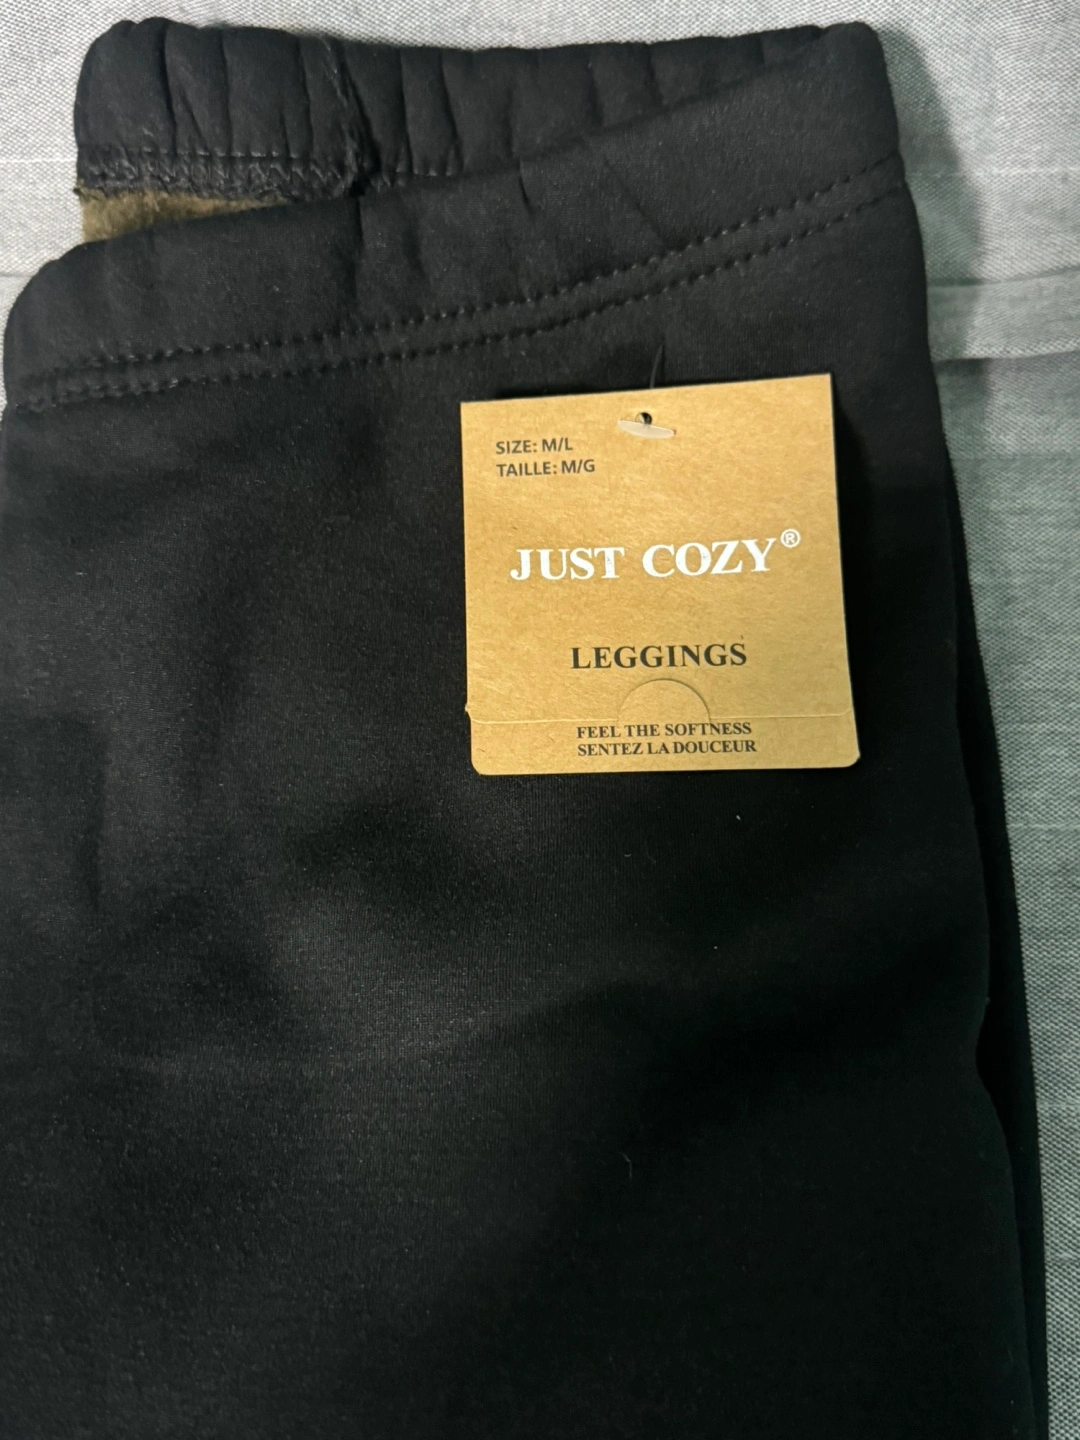 SIZE: M/L
TAILLE: M/G
JUST COZY®
LEGGINGS
FEEL THE SOFTNESS
SENTEZ LA DOUCEUR